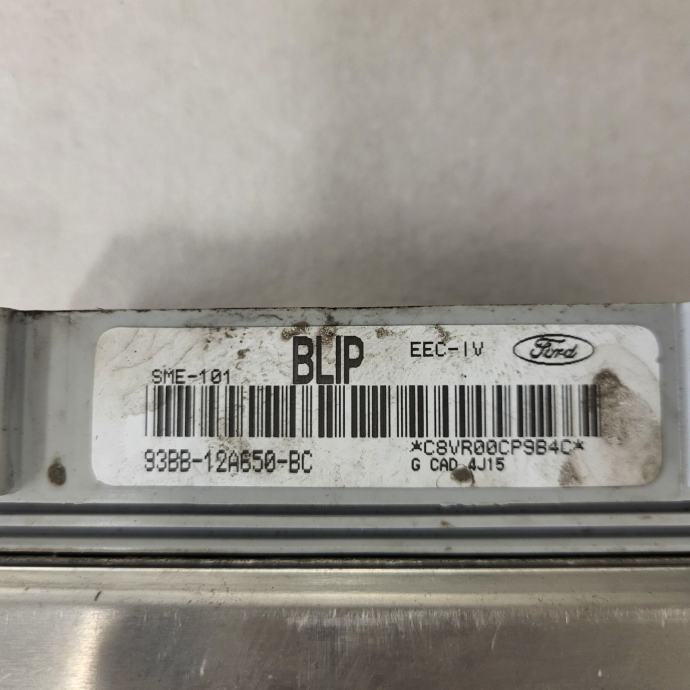 BLIP EEC-IV Ford
SME-101
*C8VR00CP9B4C*
93BB-12A650-BC G CAD 4J15